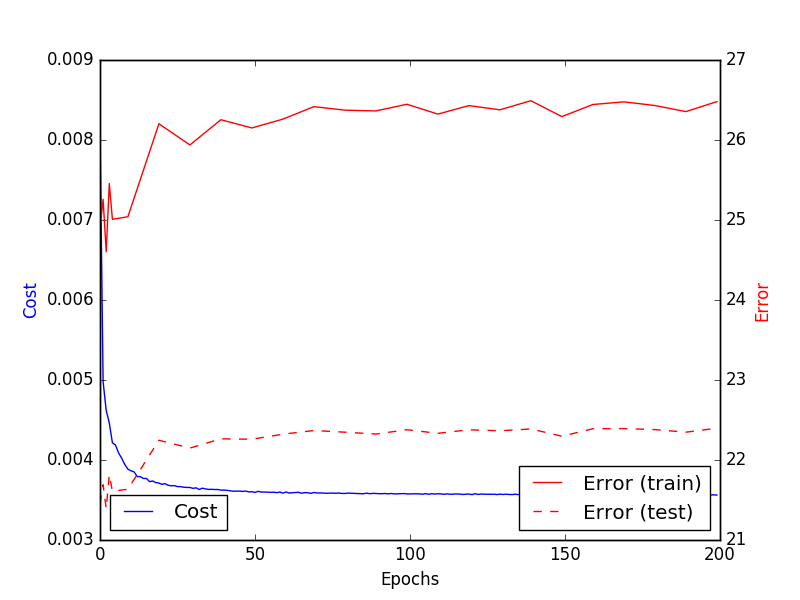 0.009
0.008
0.007
0.006
0.005
0.004
0.003
Cost
27
26
25
24
23
22
21
Error
Cost
Error (train)
Error (test)
0 50 100 150 200
Epochs